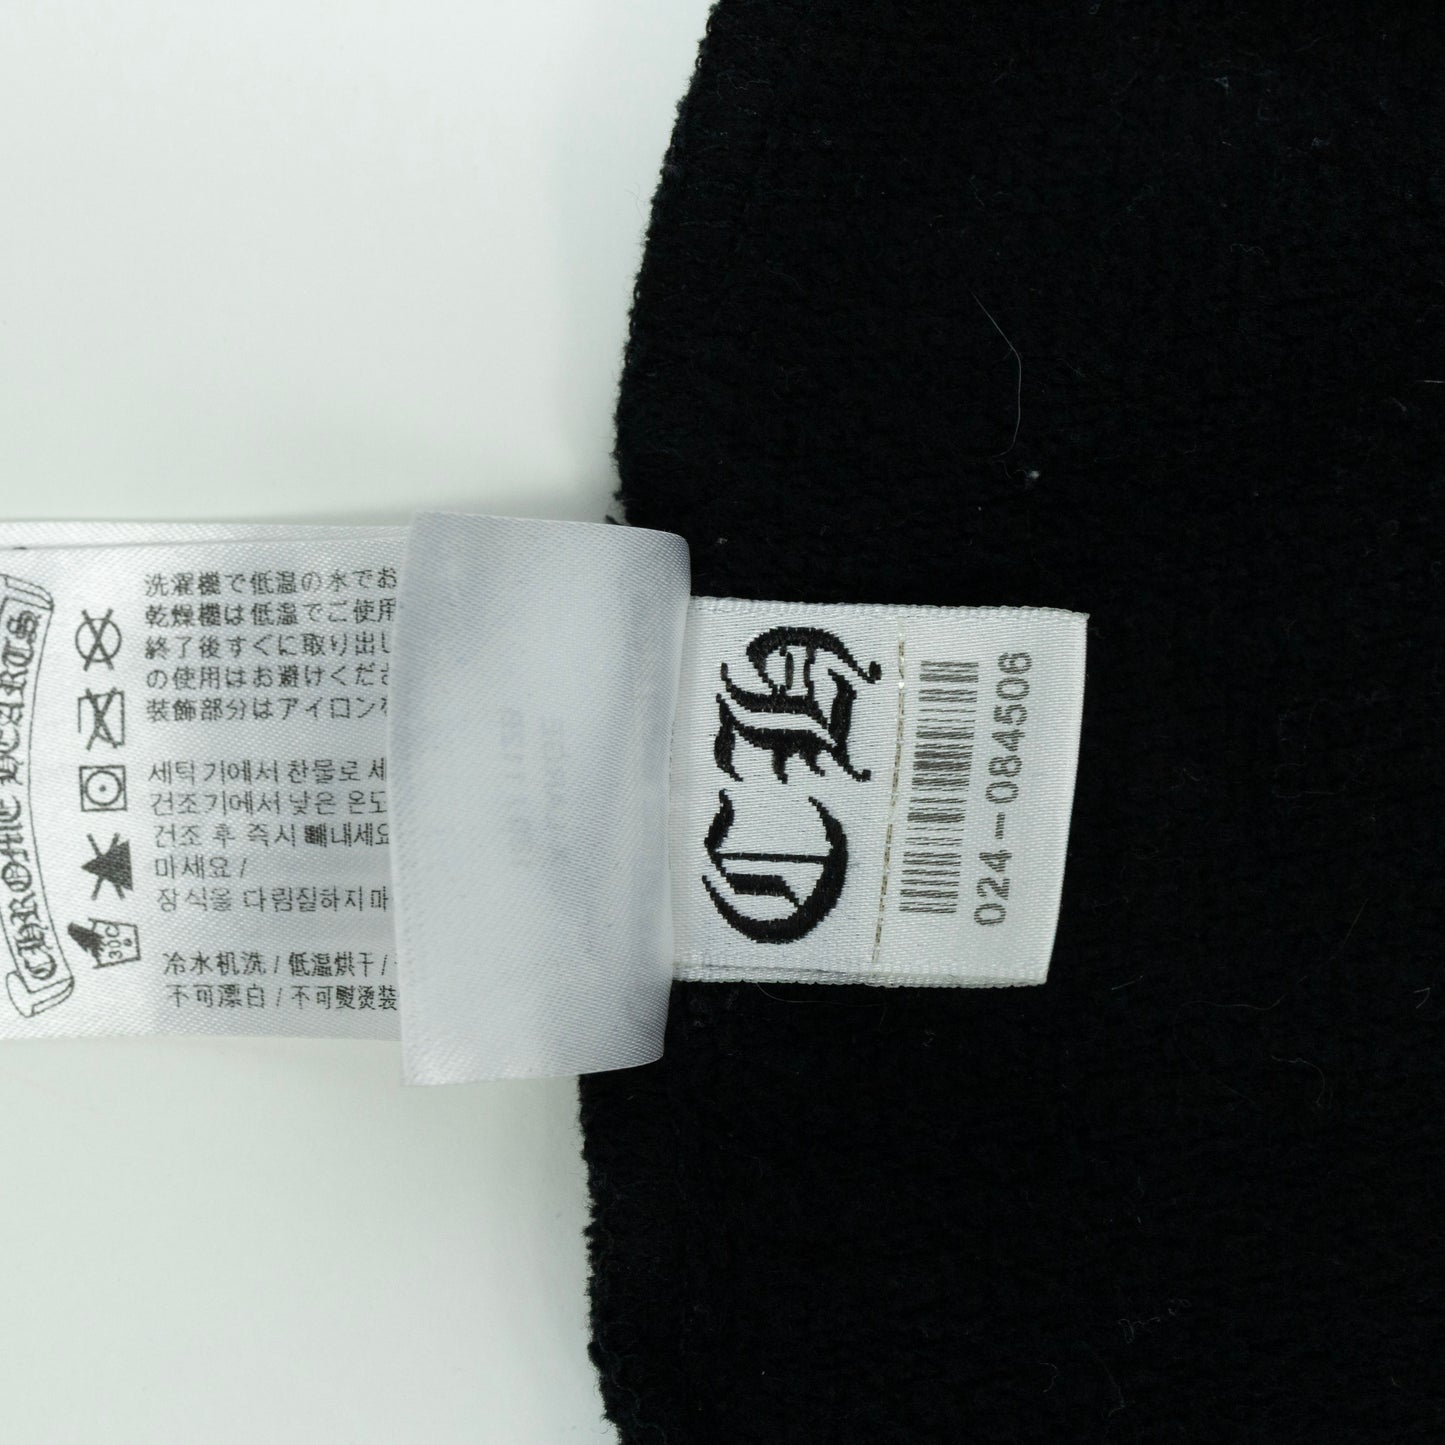 CHROME HEARTS
30C
洗濯機で低温の水でお
乾燥機は低温でご使用
終了後すぐに取り出し
の使用はお避けくださ
装飾部分はアイロンを
세탁기에서 찬물로 세
건조기에서 낮은 온도
건조 후 즉시 빼내세요
마세요 /
장식을 다림질하지 마
冷水机洗 / 低温烘干 /
不可漂白 / 不可熨烫装
CH
024-084506